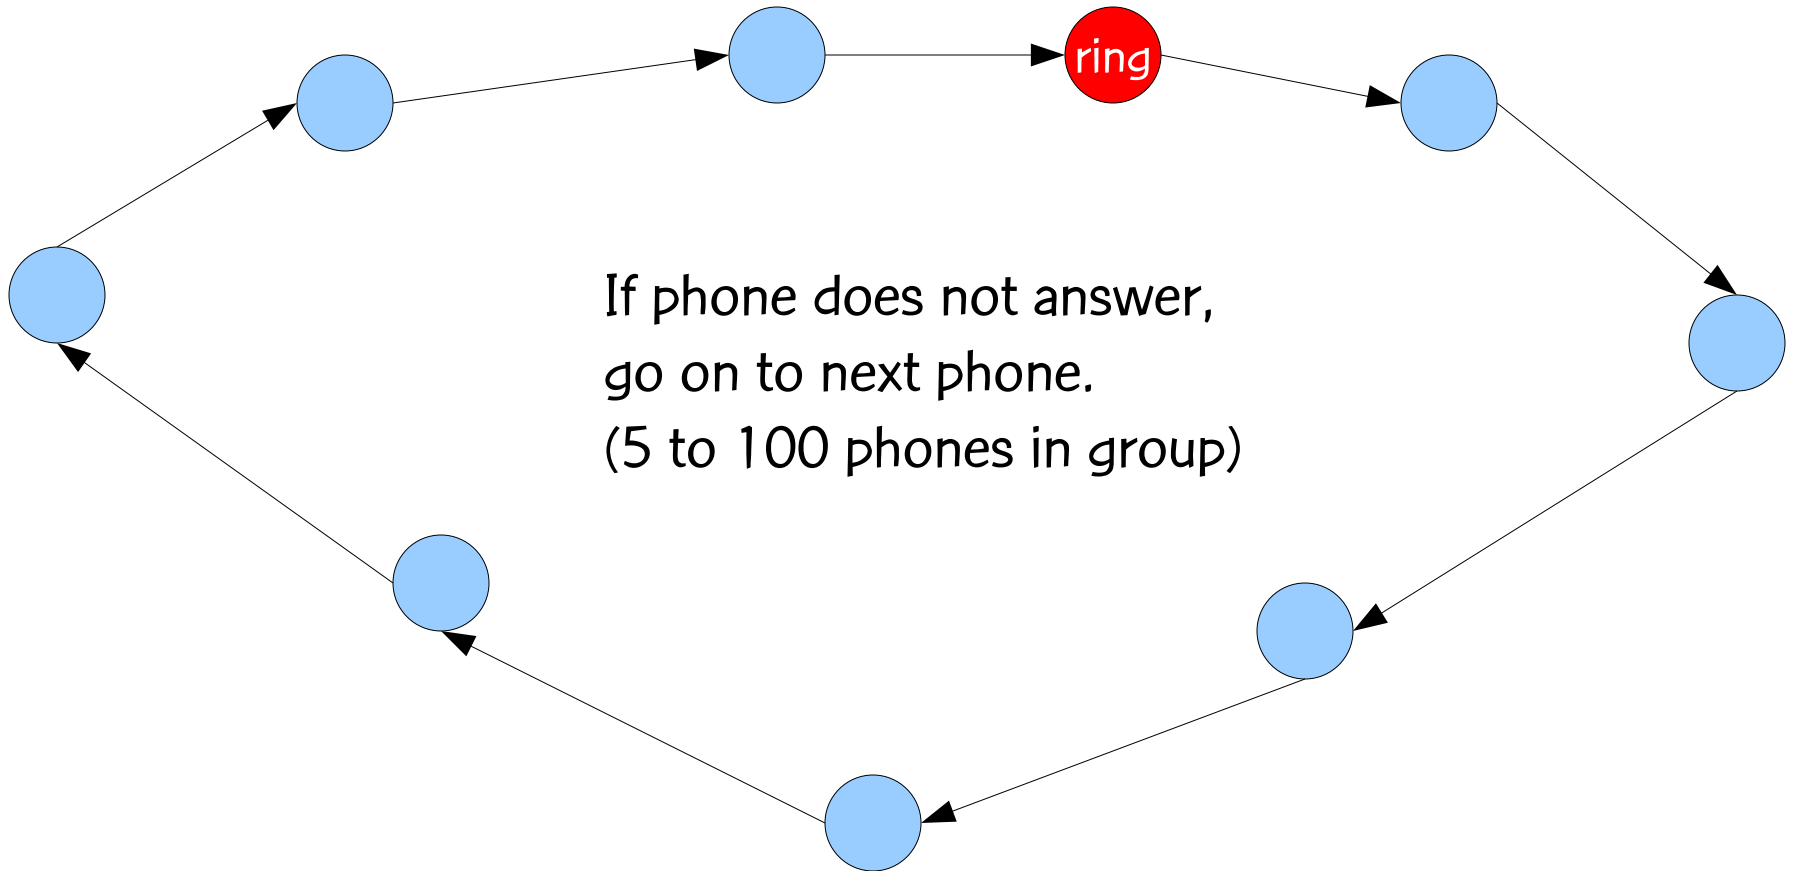 ring
If phone does not answer,
go on to next phone.
(5 to 100 phones in group)